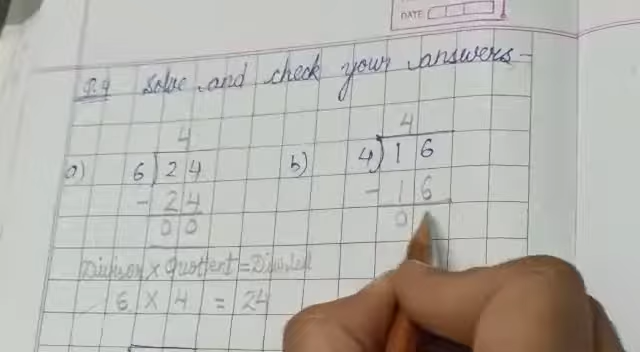 DATE
Q.4 Solve and check your answers-
4
a) 6)24
- 24
00
Divisor x Quotient = Dividend
6 x 4 = 24
4
b) 4)16
- 16
0